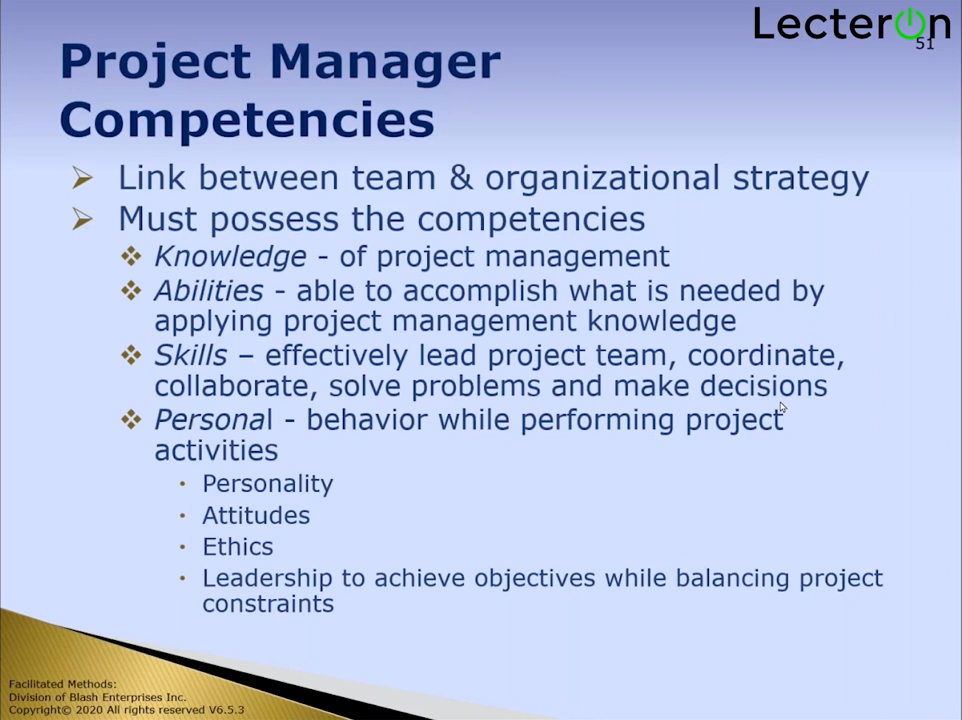 LecterOn
51
Project Manager
Competencies
Link between team & organizational strategy
Must possess the competencies
Knowledge - of project management
Abilities - able to accomplish what is needed by
applying project management knowledge
Skills – effectively lead project team, coordinate,
collaborate, solve problems and make decisions
Personal - behavior while performing project
activities
Personality
Attitudes
Ethics
Leadership to achieve objectives while balancing project
constraints
Facilitated Methods:
Division of Blash Enterprises Inc.
Copyright© 2020 All rights reserved V6.5.3